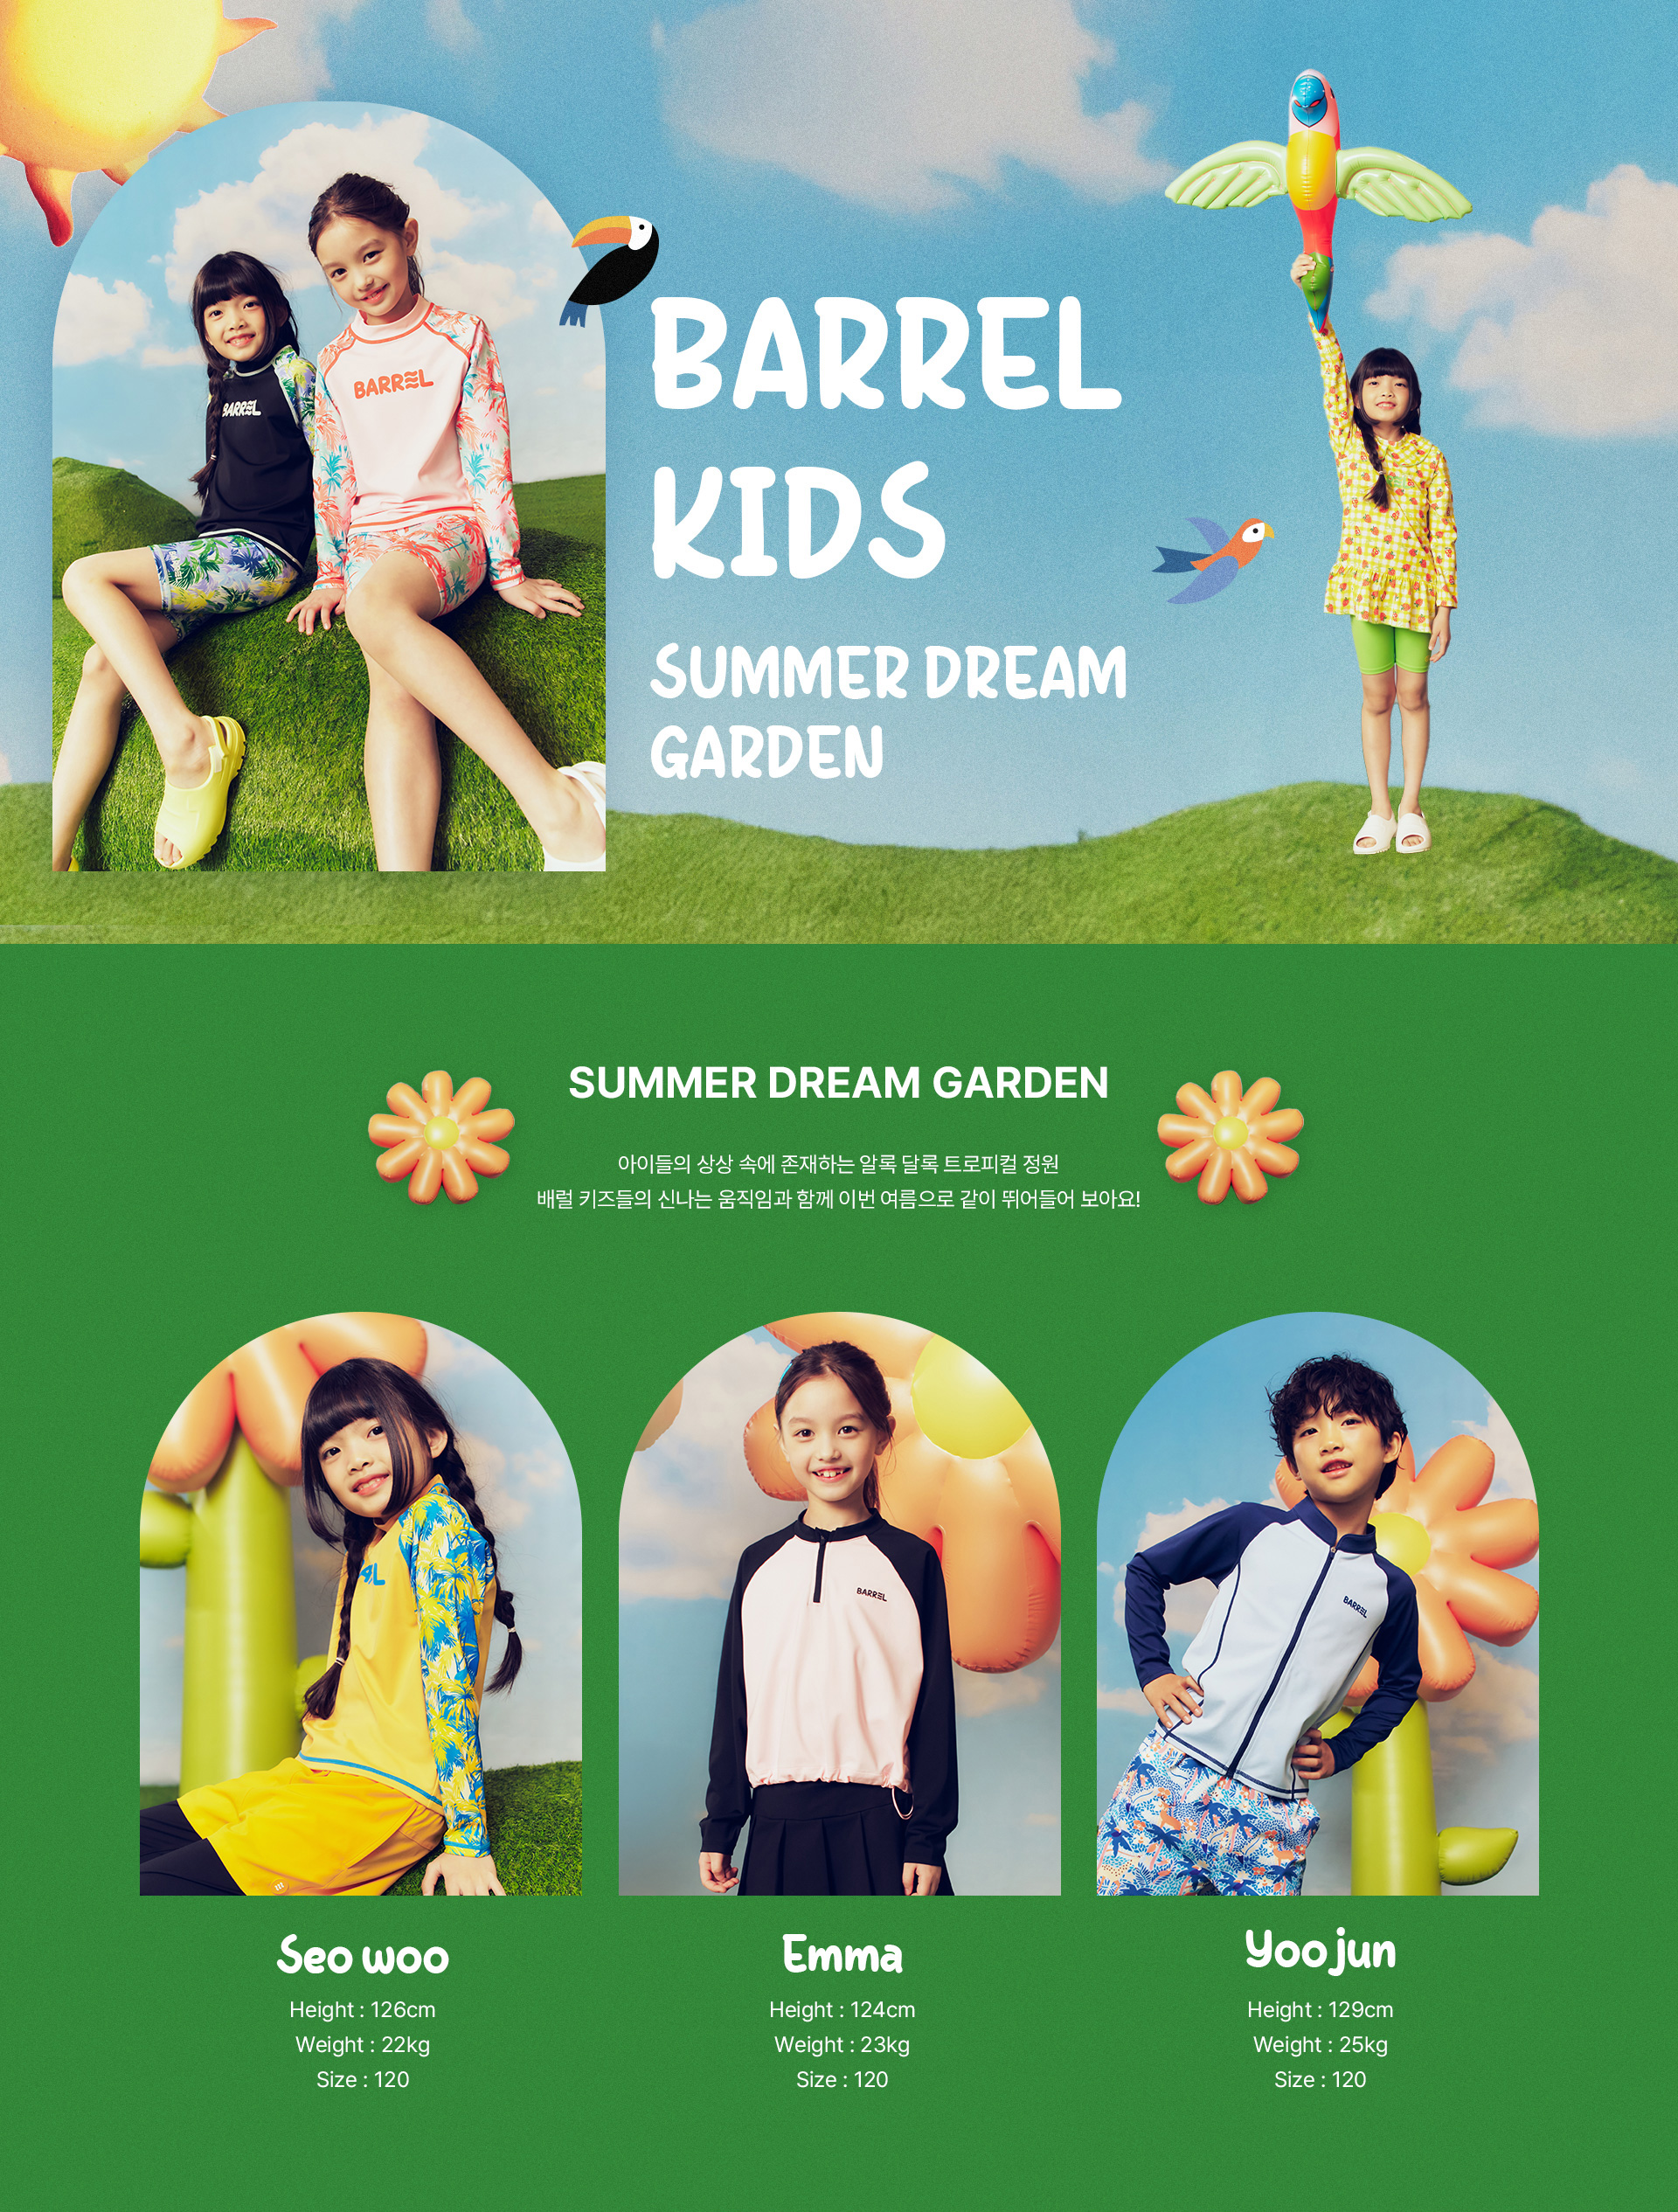 BARREL
BARREL
BARREL
KIDS
SUMMER DREAM
GARDEN
SUMMER DREAM GARDEN
아이들의 상상 속에 존재하는 알록 달록 트로피컬 정원
배럴 키즈들의 신나는 움직임과 함께 이번 여름으로 같이 뛰어들어 보아요!
BARREL
BARREL
Seo woo
Emma
Yoo jun
Height : 126cm
Weight : 22kg
Size : 120
Height : 124cm
Weight : 23kg
Size : 120
Height : 129cm
Weight : 25kg
Size : 120